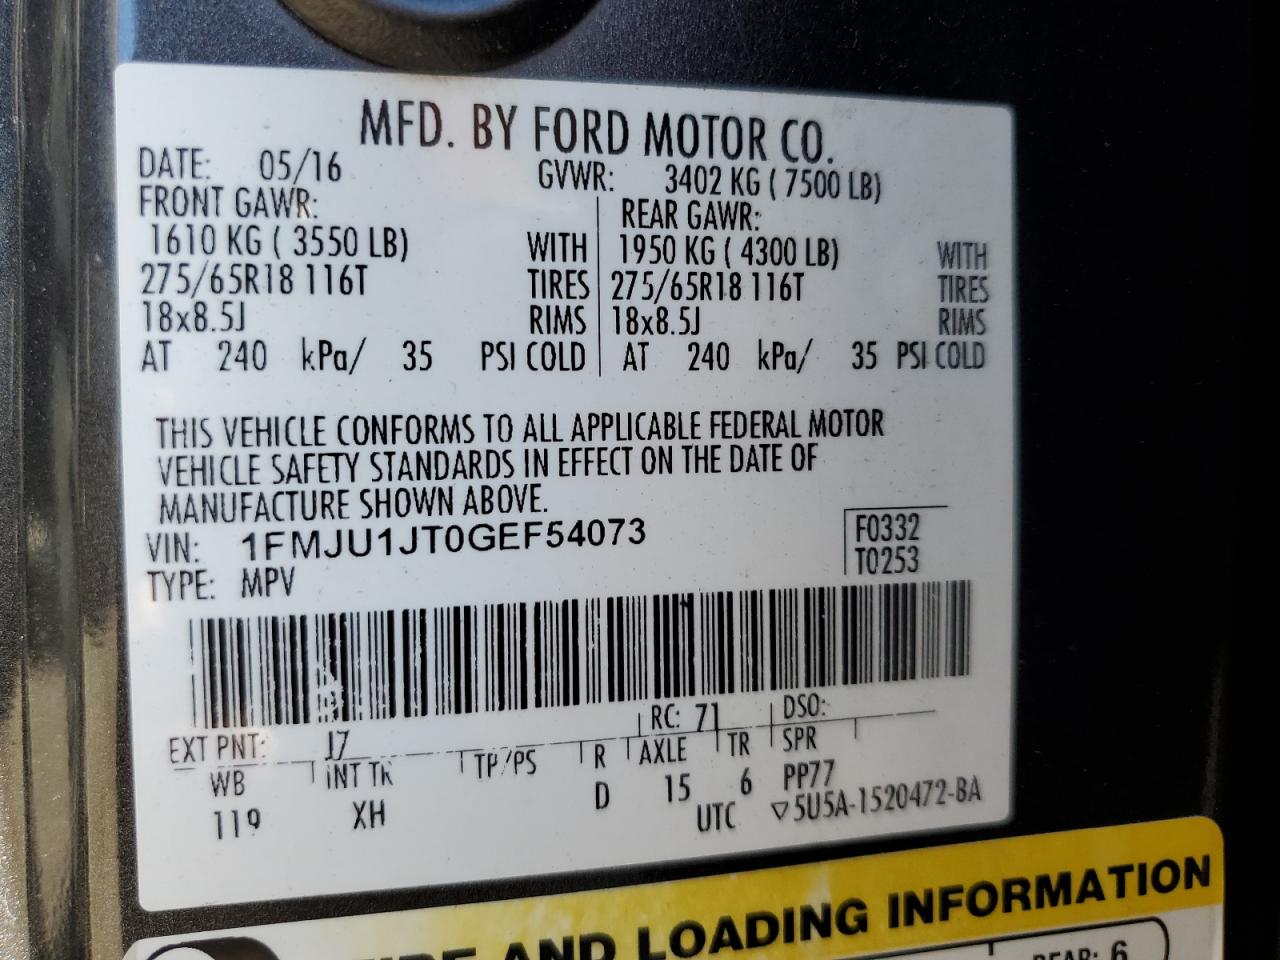 MFD. BY FORD MOTOR CO.
DATE: 05/16 GVWR: 3402 KG ( 7500 LB)
FRONT GAWR: REAR GAWR:
1610 KG ( 3550 LB) WITH 1950 KG ( 4300 LB) WITH
275/65R18 116T TIRES 275/65R18 116T TIRES
18x8.5J RIMS 18x8.5J RIMS
AT 240 kPa/ 35 PSI COLD AT 240 kPa/ 35 PSI COLD
THIS VEHICLE CONFORMS TO ALL APPLICABLE FEDERAL MOTOR
VEHICLE SAFETY STANDARDS IN EFFECT ON THE DATE OF
MANUFACTURE SHOWN ABOVE.
VIN: 1FMJU1JT0GEF54073 F0332
TYPE: MPV T0253
EXT PNT: J7 RC: 71 DSO:
WB INT TR TP/PS R AXLE TR SPR
119 XH D 15 6 PP77
UTC ▽5U5A-1520472-BA
AND LOADING INFORMATION
REAR: 6